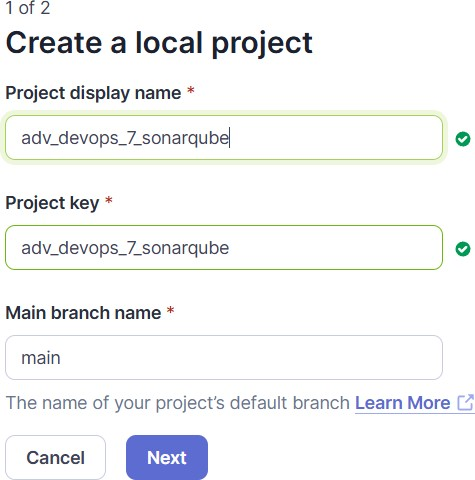 1 of 2
Create a local project
Project display name *
adv_devops_7_sonarqube
Project key *
adv_devops_7_sonarqube
Main branch name *
main
The name of your project’s default branch Learn More
Cancel Next